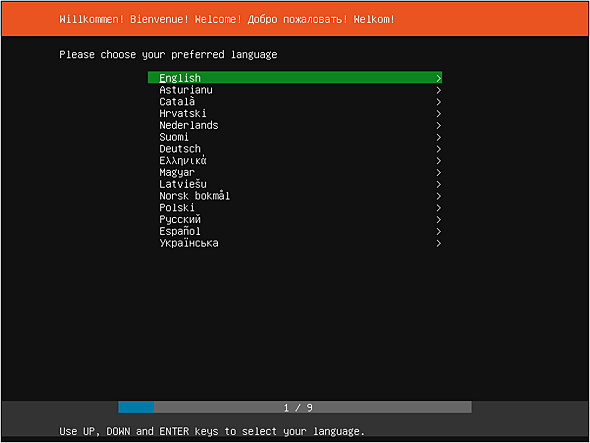 Willkommen! Bienvenue! Welcome! Добро пожаловать! Welkom!
Please choose your preferred language
English >
Asturianu >
Català >
Hrvatski >
Nederlands >
Suomi >
Deutsch >
Ελληνικά >
Magyar >
Latviešu >
Norsk bokmål >
Polski >
Русский >
Español >
Українська >
1 / 9
Use UP, DOWN and ENTER keys to select your language.